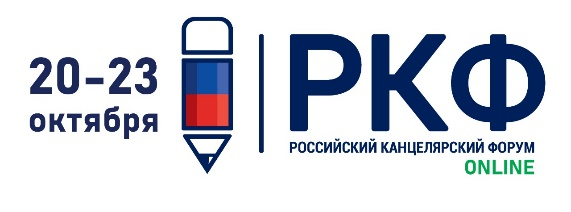 20-23
октября
РКФ
РОССИЙСКИЙ КАНЦЕЛЯРСКИЙ ФОРУМ
ONLINE